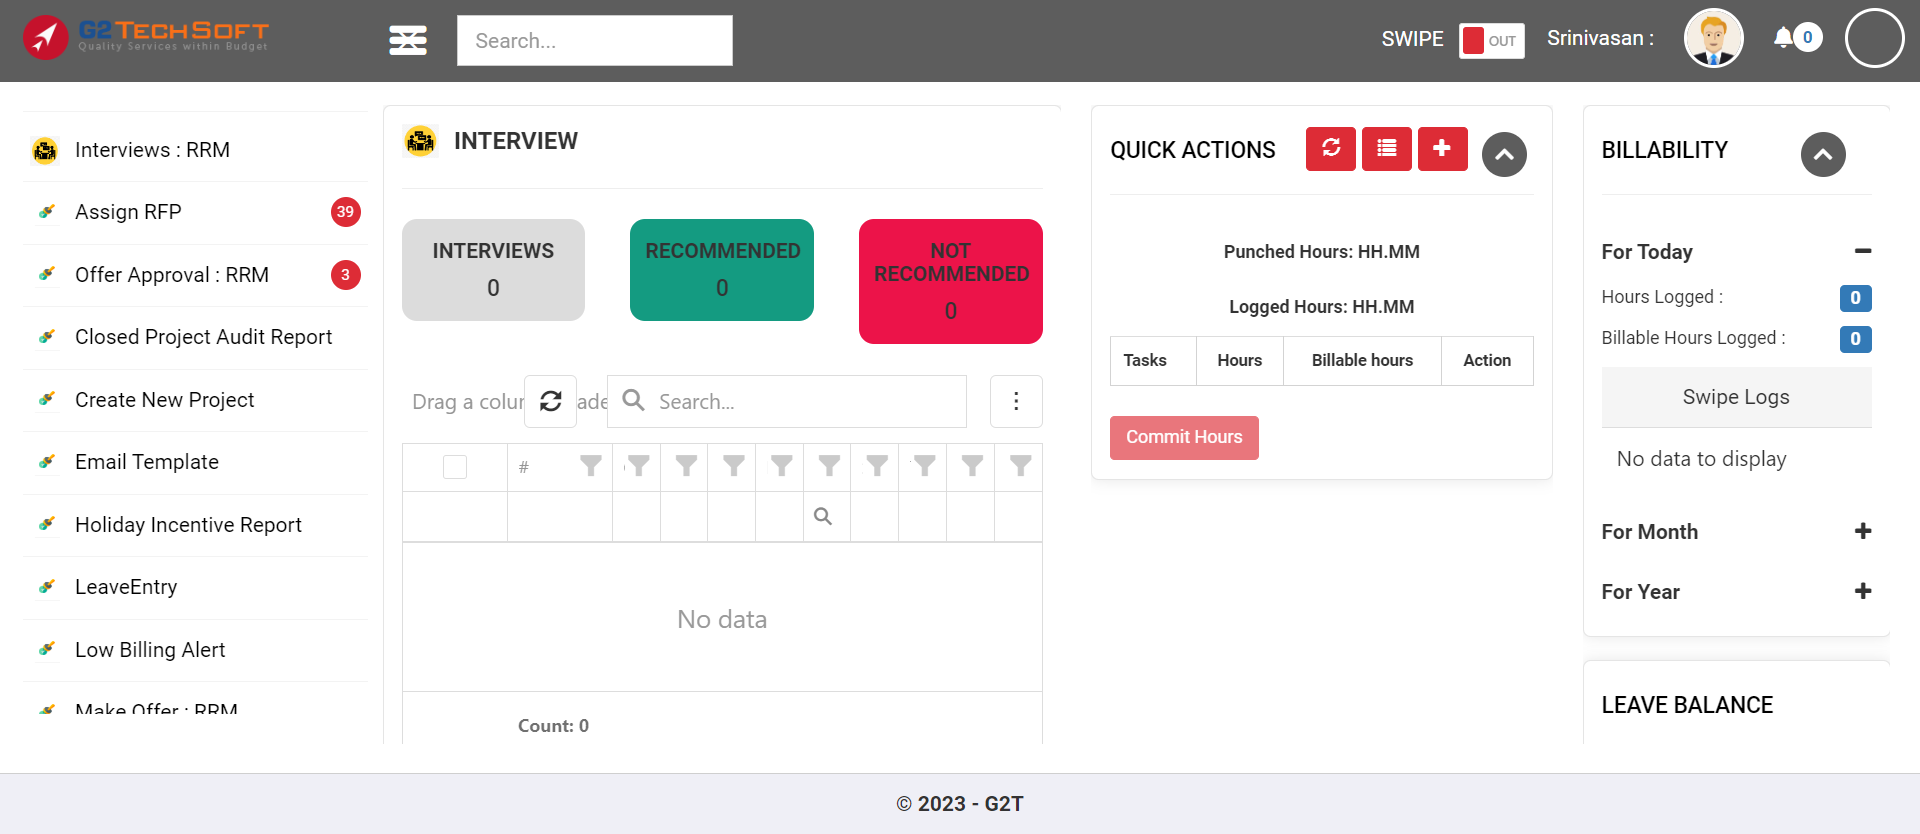 G2TECHSOFT
Quality Services within Budget
Search...
SWIPE
OUT
Srinivasan :
0
Interviews : RRM
Assign RFP
39
Offer Approval : RRM
3
Closed Project Audit Report
Create New Project
Email Template
Holiday Incentive Report
LeaveEntry
Low Billing Alert
Make Offer : RRM
INTERVIEW
INTERVIEWS
0
RECOMMENDED
0
NOT
RECOMMENDED
0
Drag a colu
ade
Search...
#
No data
Count: 0
QUICK ACTIONS
Punched Hours: HH.MM
Logged Hours: HH.MM
Tasks Hours Billable hours Action
Commit Hours
BILLABILITY
For Today
Hours Logged : 0
Billable Hours Logged : 0
Swipe Logs
No data to display
For Month
For Year
LEAVE BALANCE
© 2023 - G2T